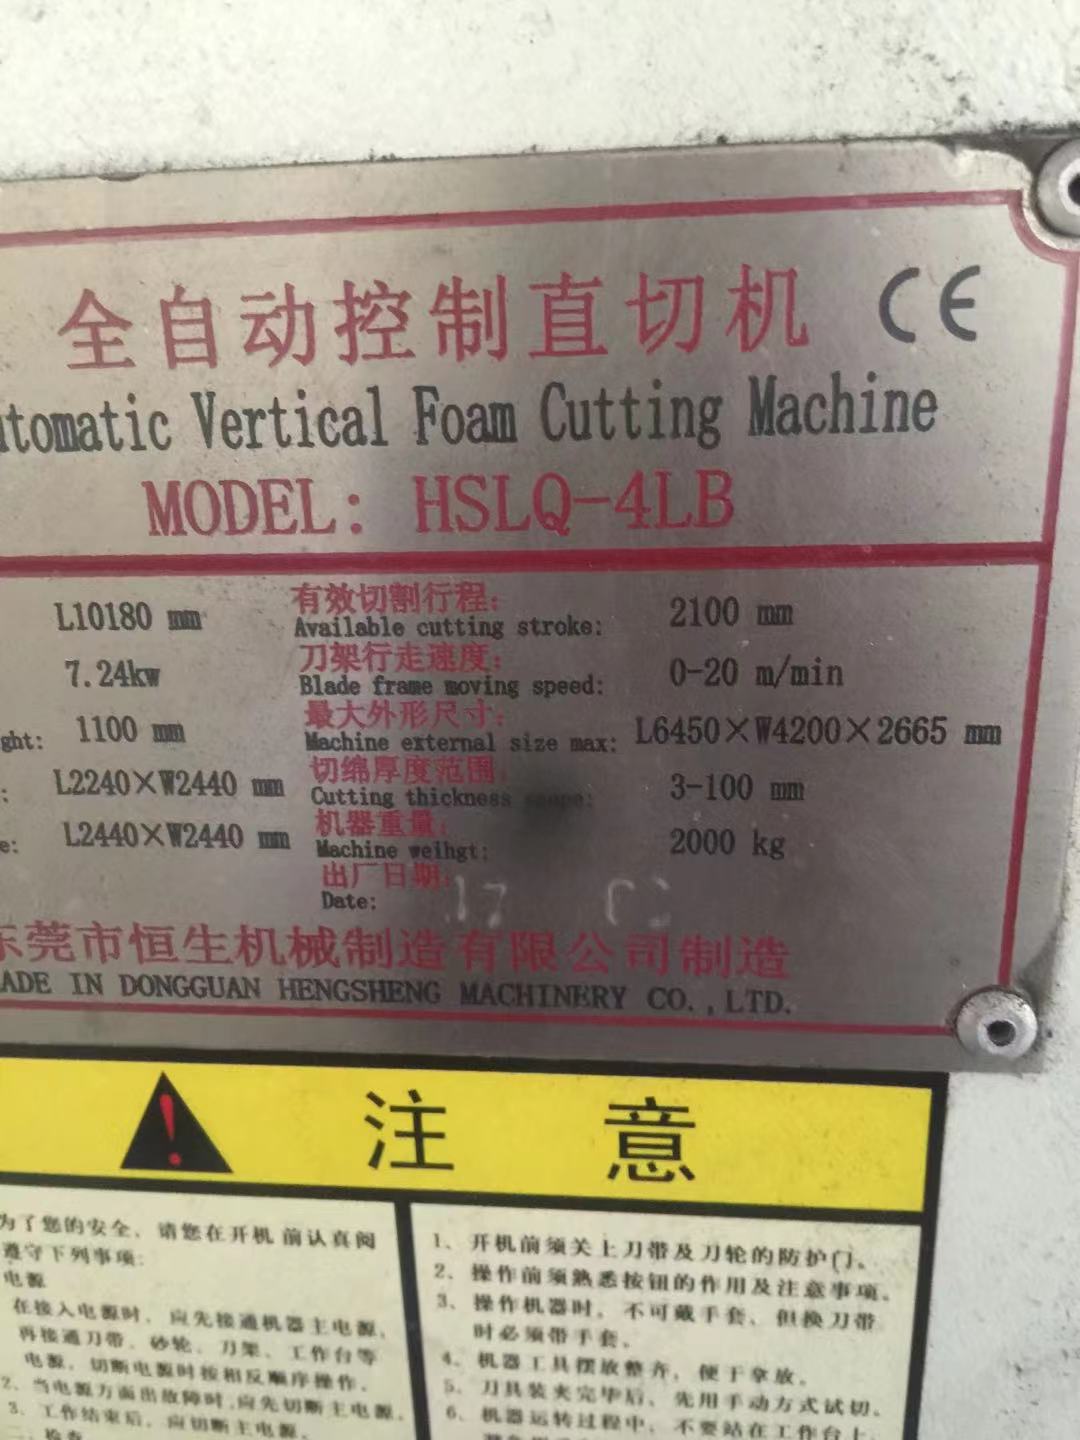 全自动控制直切机 CE
utomatic Vertical Foam Cutting Machine
MODEL: HSLQ-4LB
L10180 mm
7.24kw
ght: 1100 mm
: L2240×W2440 mm
e: L2440×W2440 mm
有效切割行程:
Available cutting stroke: 2100 mm
刀架行走速度:
Blade frame moving speed: 0-20 m/min
最大外形尺寸:
Machine external size max: L6450×W4200×2665 mm
切绵厚度范围:
Cutting thickness scope: 3-100 mm
机器重量:
Machine weihgt: 2000 kg
出厂日期:
Date: 17
东莞市恒生机械制造有限公司制造
ADE IN DONGGUAN HENGSHENG MACHINERY CO.,LTD.
注 意
为了您的安全、请您在开机前认真阅
遵守下列事项:
电源
在接入电源时、应先接通机器主电源、
再接通刀带、砂轮、刀架、工作台等
电源、切断电源时按相反顺序操作。
2、当电源方面出故障时,应先切断主电源。
3、工作结束后、应切断主电源。
二、检查
1、开机前须关上刀带及刀轮的防护门。
2、操作前须熟悉按钮的作用及注意事项。
3、操作机器时、不可戴手套、但换刀带
时必须带手套。
4、机器工具摆放整齐、便于拿放。
5、刀具装夹完毕后、先用手动方式试切。
6、机器运转过程中、不要站在工作台上、